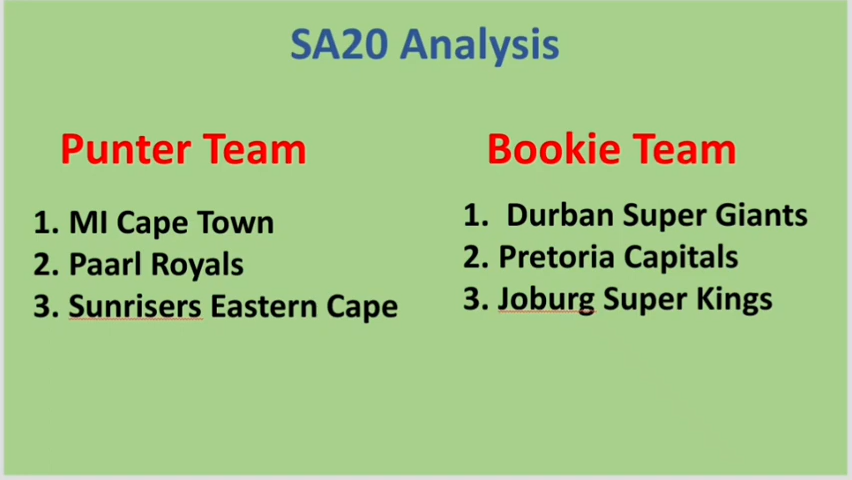 SA20 Analysis
Punter Team
1. MI Cape Town
2. Paarl Royals
3. Sunrisers Eastern Cape
Bookie Team
1. Durban Super Giants
2. Pretoria Capitals
3. Joburg Super Kings